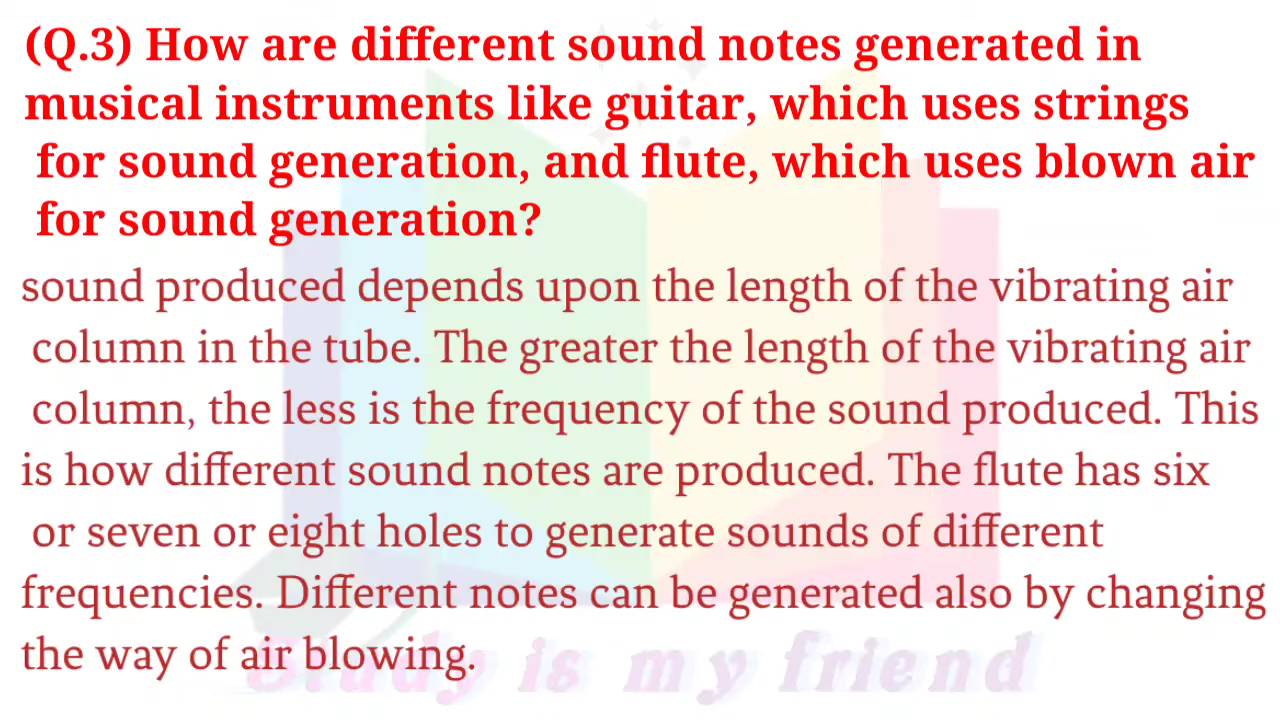 (Q.3) How are different sound notes generated in
musical instruments like guitar, which uses strings
for sound generation, and flute, which uses blown air
for sound generation?
sound produced depends upon the length of the vibrating air
column in the tube. The greater the length of the vibrating air
column, the less is the frequency of the sound produced. This
is how different sound notes are produced. The flute has six
or seven or eight holes to generate sounds of different
frequencies. Different notes can be generated also by changing
the way of air blowing.
Study is my friend